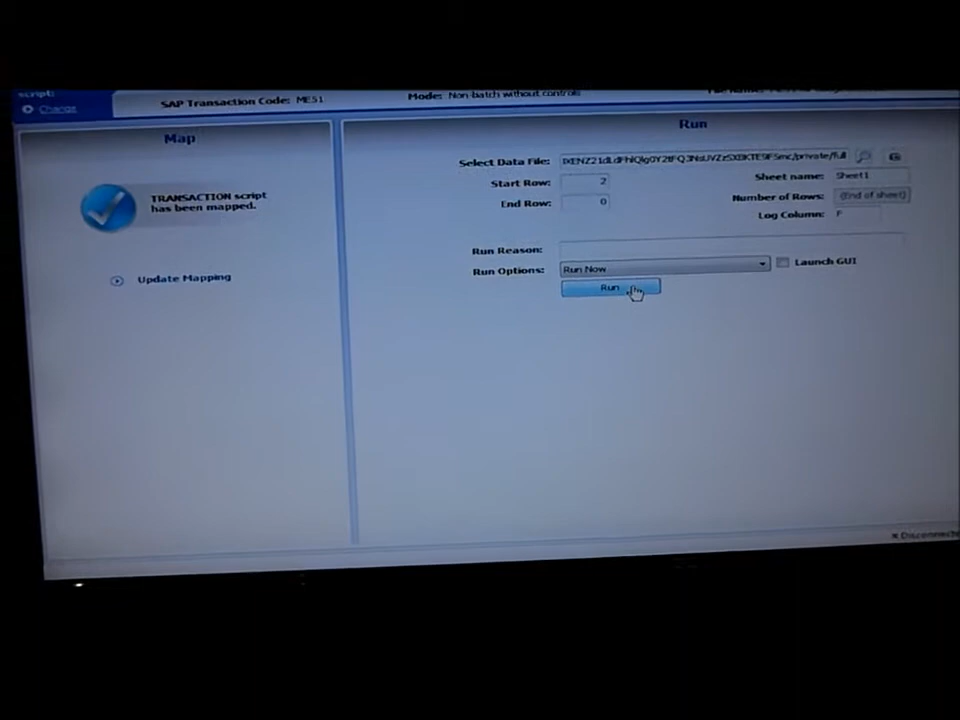 script:
Change
SAP Transaction Code: ME51
Mode: Non-batch without controls
Map
TRANSACTION script
has been mapped.
Update Mapping
Run
Select Data File:
Start Row: 2
Sheet name: Sheet1
End Row: 0
Number of Rows: (End of sheet)
Log Column: F
Run Reason:
Run Options: Run Now
Launch GUI
Run